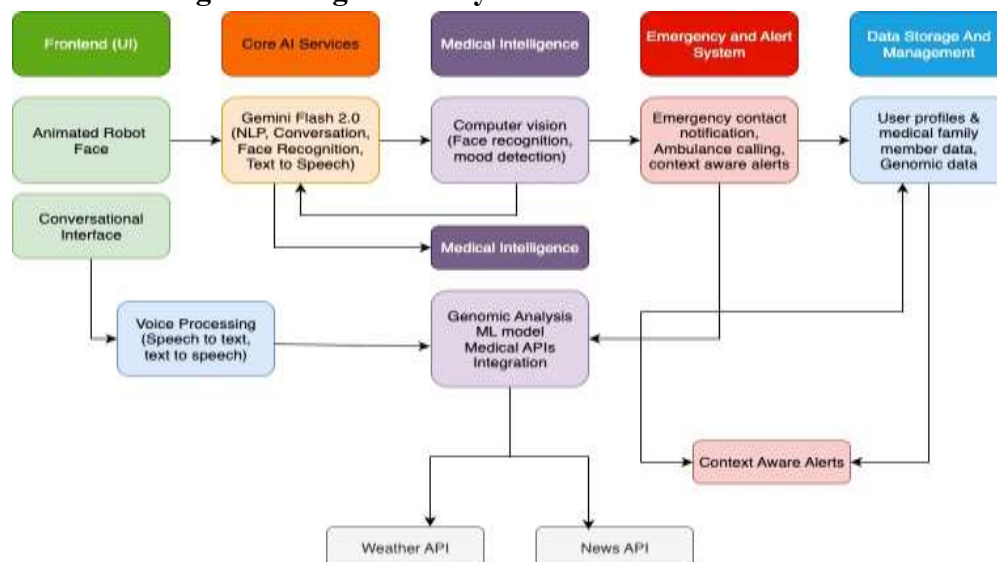 Frontend (UI)
Core AI Services
Medical Intelligence
Emergency and Alert
System
Data Storage And
Management
Animated Robot
Face
Gemini Flash 2.0
(NLP, Conversation,
Face Recognition,
Text to Speech)
Computer vision
(Face recognition,
mood detection)
Emergency contact
notification,
Ambulance calling,
context aware alerts
User profiles &
medical family
member data,
Genomic data
Conversational
Interface
Medical Intelligence
Voice Processing
(Speech to text,
text to speech)
Genomic Analysis
ML model
Medical APIs
Integration
Context Aware Alerts
Weather API
News API